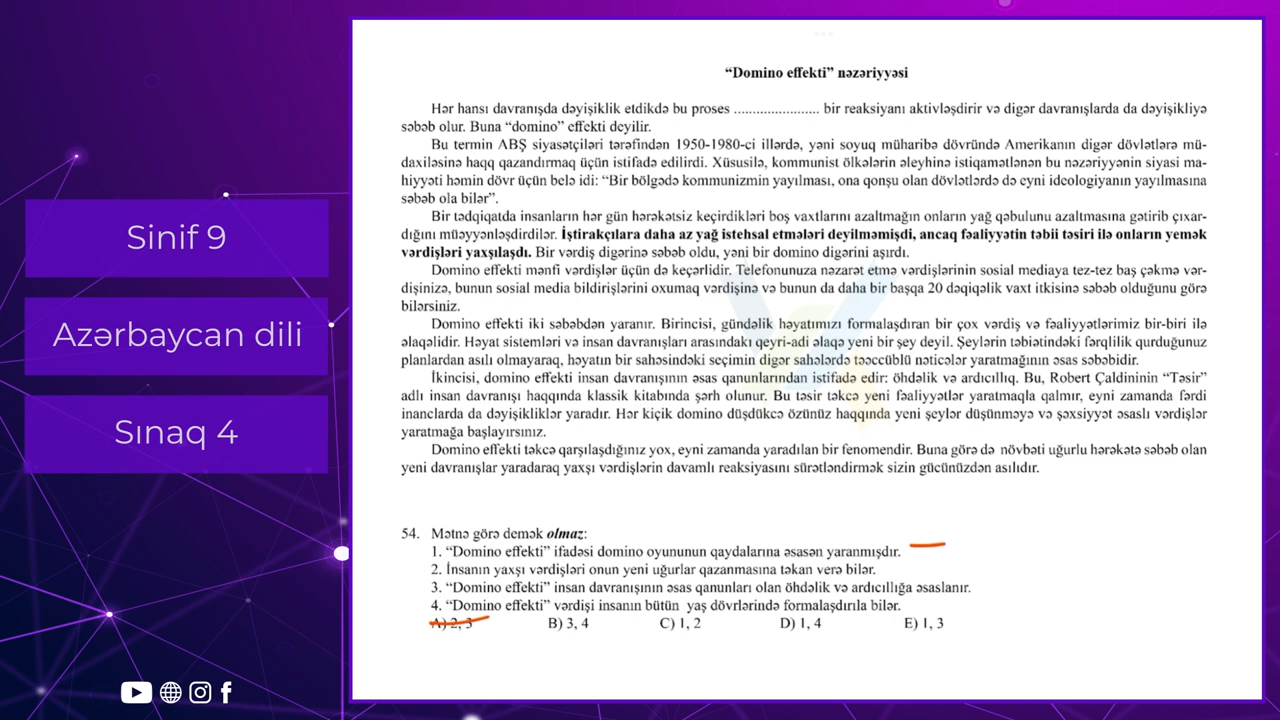 Sinif 9
Azərbaycan dili
Sınaq 4
“Domino effekti” nəzəriyyəsi
Hər hansı davranışda dəyişiklik etdikdə bu proses ...................... bir reaksiyanı aktivləşdirir və digər davranışlarda da dəyişikliyə
səbəb olur. Buna “domino” effekti deyilir.
Bu termin ABŞ siyasətçiləri tərəfindən 1950-1980-ci illərdə, yəni soyuq müharibə dövründə Amerikanın digər dövlətlərə mü-
daxiləsinə haqq qazandırmaq üçün istifadə edilirdi. Xüsusilə, kommunist ölkələrin əleyhinə istiqamətlənən bu nəzəriyyənin siyasi ma-
hiyyəti həmin dövr üçün belə idi: “Bir bölgədə kommunizmin yayılması, ona qonşu olan dövlətlərdə də eyni ideologiyanın yayılmasına
səbəb ola bilər”.
Bir tədqiqatda insanların hər gün hərəkətsiz keçirdikləri boş vaxtlarını azaltmağın onların yağ qəbulunu azaltmasına gətirib çıxar-
dığını müəyyənləşdirdilər. İştirakçılara daha az yağ istehsal etmələri deyilməmişdi, ancaq fəaliyyətin təbii təsiri ilə onların yemək
vərdişləri yaxşılaşdı. Bir vərdiş digərinə səbəb oldu, yəni bir domino digərini aşırdı.
Domino effekti mənfi vərdişlər üçün də keçərlidir. Telefonunuza nəzarət etmə vərdişlərinin sosial mediaya tez-tez baş çəkmə vər-
dişinizə, bunun sosial media bildirişlərini oxumaq vərdişinə və bunun da daha bir başqa 20 dəqiqəlik vaxt itkisinə səbəb olduğunu görə
bilərsiniz.
Domino effekti iki səbəbdən yaranır. Birincisi, gündəlik həyatımızı formalaşdıran bir çox vərdiş və fəaliyyətlərimiz bir-biri ilə
əlaqəlidir. Həyat sistemləri və insan davranışları arasındakı qeyri-adi əlaqə yeni bir şey deyil. Şeylərin təbiətindəki fərqlilik qurduğunuz
planlardan asılı olmayaraq, həyatın bir sahəsindəki seçimin digər sahələrdə təəccüblü nəticələr yaratmağının əsas səbəbidir.
İkincisi, domino effekti insan davranışının əsas qanunlarından istifadə edir: öhdəlik və ardıcıllıq. Bu, Robert Çaldininin “Təsir”
adlı insan davranışı haqqında klassik kitabında şərh olunur. Bu təsir təkcə yeni fəaliyyətlər yaratmaqla qalmır, eyni zamanda fərdi
inanclarda da dəyişikliklər yaradır. Hər kiçik domino düşdükcə özünüz haqqında yeni şeylər düşünməyə və şəxsiyyət əsaslı vərdişlər
yaratmağa başlayırsınız.
Domino effekti təkcə qarşılaşdığınız yox, eyni zamanda yaradılan bir fenomendir. Buna görə də növbəti uğurlu hərəkətə səbəb olan
yeni davranışlar yaradaraq yaxşı vərdişlərin davamlı reaksiyasını sürətləndirmək sizin gücünüzdən asılıdır.
54. Mətnə görə demək olmaz:
1. “Domino effekti” ifadəsi domino oyununun qaydalarına əsasən yaranmışdır.
2. İnsanın yaxşı vərdişləri onun yeni uğurlar qazanmasına təkan verə bilər.
3. “Domino effekti” insan davranışının əsas qanunları olan öhdəlik və ardıcıllığa əsaslanır.
4. “Domino effekti” vərdişi insanın bütün yaş dövrlərində formalaşdırıla bilər.
A) 2, 3 B) 3, 4 C) 1, 2 D) 1, 4 E) 1, 3